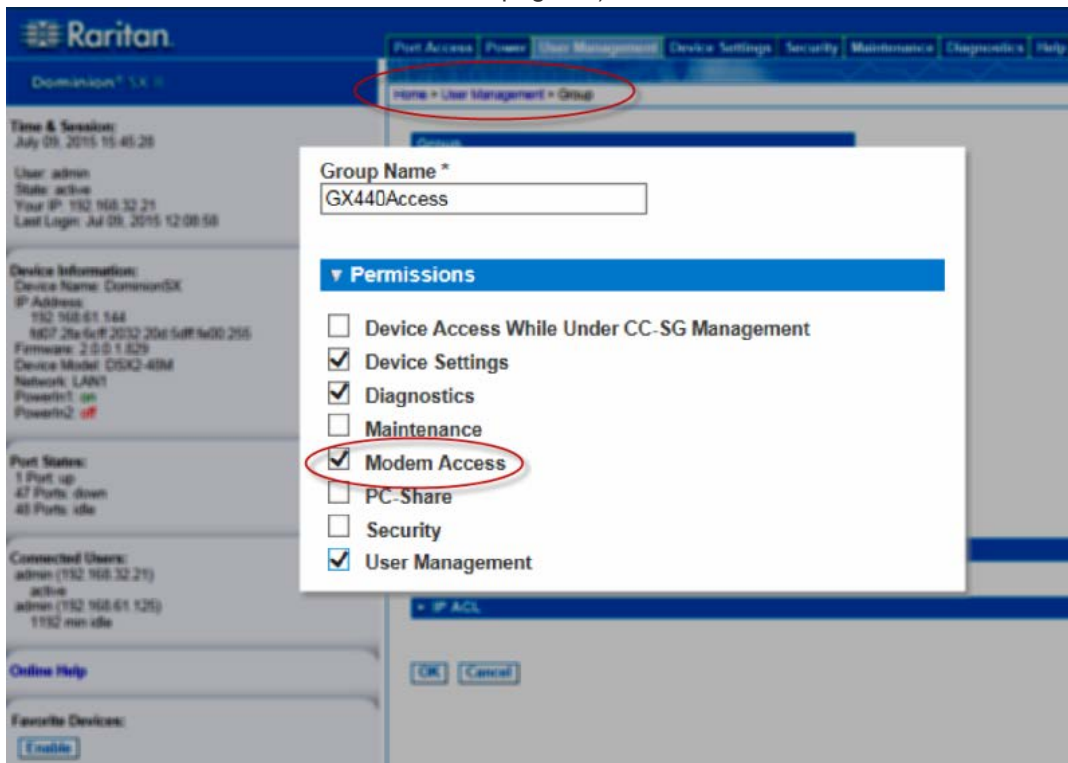 Raritan.
Port Access Power User Management Device Settings Security Maintenance Diagnostics Help
Dominion® SX II
Home > User Management > Group
Time & Session:
July 09, 2015 15:45:28
Group
User: admin
State: active
Your IP: 192.168.32.21
Last Login: Jul 09, 2015 12:08:58
Group Name *
GX440Access
Permissions
Device Access While Under CC-SG Management
Device Settings
Diagnostics
Maintenance
Modem Access
PC-Share
Security
User Management
Device Information:
Device Name: DominionSX
IP Address:
192.168.61.144
Firmware: 2.0.0.1.829
Device Model: DSX2-48M
Network: LAN1
PowerIn1: on
PowerIn2: off
Port States:
1 Port: up
47 Ports: down
48 Ports: idle
Connected Users:
admin (192.168.32.21)
active
admin (192.168.61.125)
1192 min idle
IP ACL
Online Help
OK Cancel
Favorite Devices:
Enable